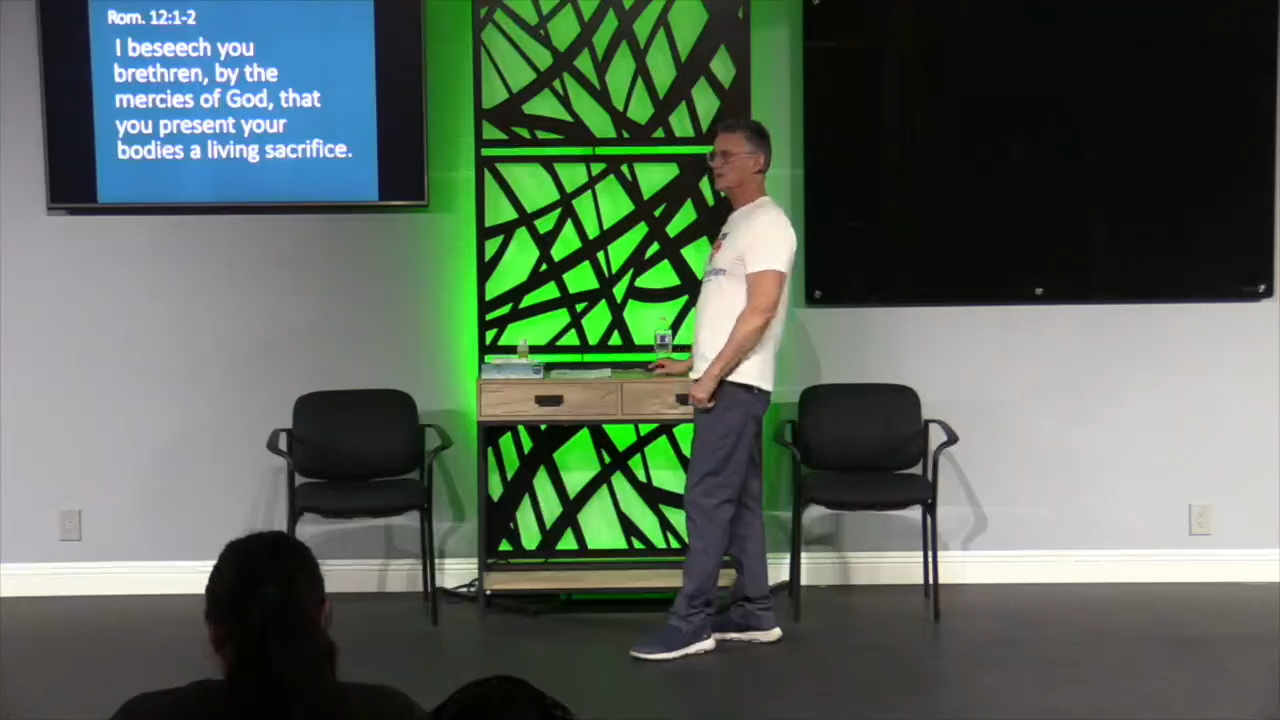 Rom. 12:1-2
I beseech you
brethren, by the
mercies of God, that
you present your
bodies a living sacrifice.